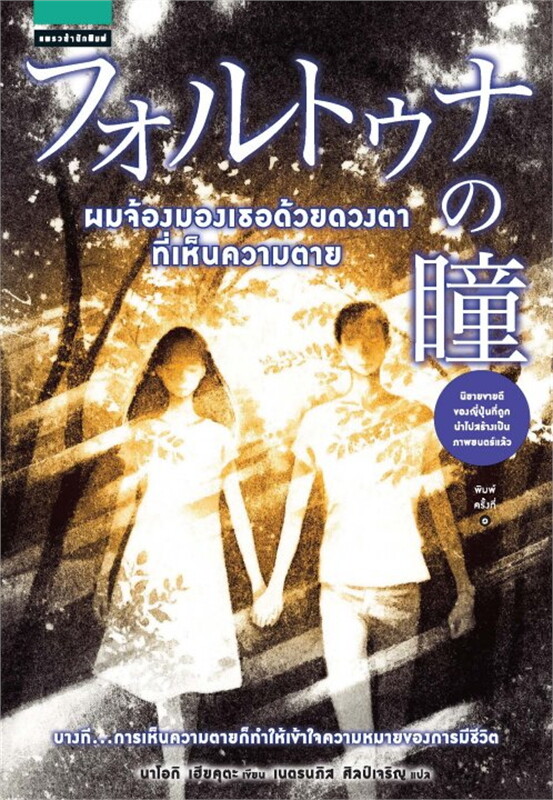 แพรวสำนักพิมพ์
フォルトゥナの瞳
ผมจ้องมองเธอด้วยดวงตา
ที่เห็นความตาย
นิยายขายดี
ของญี่ปุ่นที่ถูก
นำไปสร้างเป็น
ภาพยนตร์แล้ว
พิมพ์
ครั้งที่
๑
บางที...การเห็นความตายก็ทำให้เข้าใจความหมายของการมีชีวิต
นาโอกิ เฮียคุตะ เขียน เนตรนภิส ศิลป์เจริญ แปล